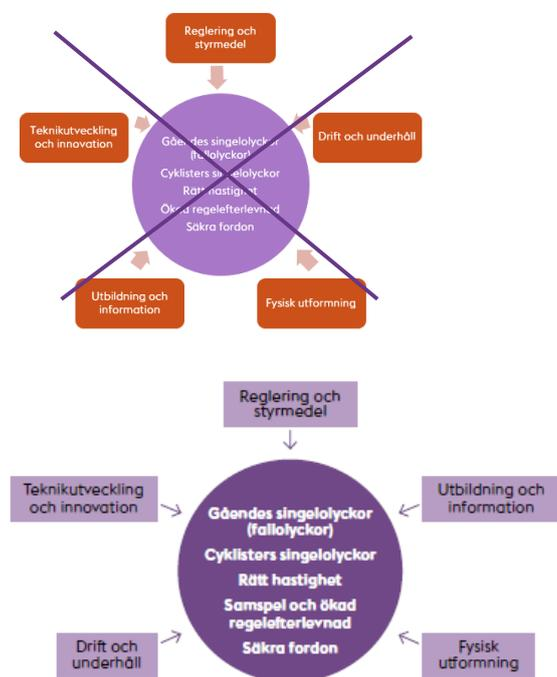 Reglering och
styrmedel
Teknikutveckling
och innovation
Drift och underhåll
Gåendes singelolyckor
(fallolyckor)
Cyklisters singelolyckor
Rätt hastighet
Ökad regelefterlevnad
Säkra fordon
Utbildning och
information
Fysisk utformning
Reglering och
styrmedel
Teknikutveckling
och innovation
Utbildning och
information
Gåendes singelolyckor
(fallolyckor)
Cyklisters singelolyckor
Rätt hastighet
Samspel och ökad
regelefterlevnad
Säkra fordon
Drift och
underhåll
Fysisk
utformning